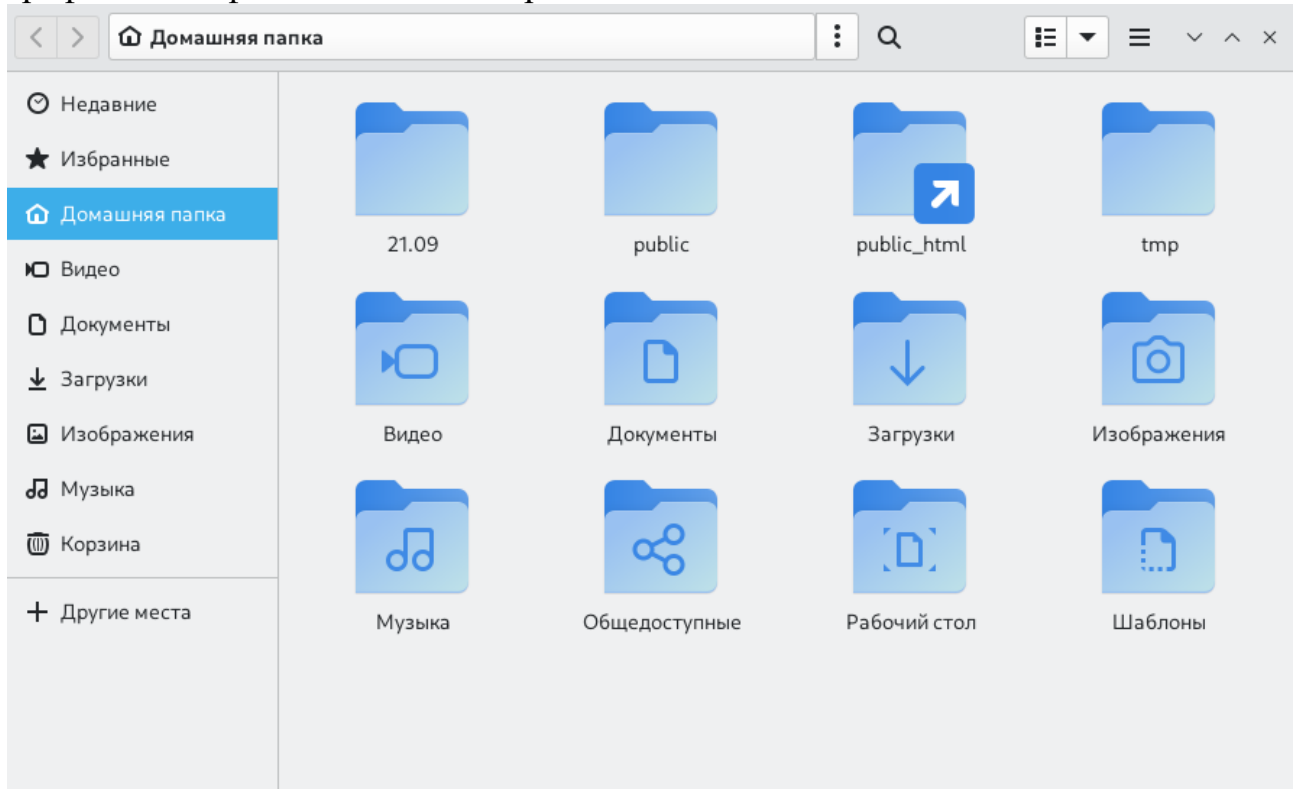 Домашняя папка
Недавние
Избранные
Домашняя папка
Видео
Документы
Загрузки
Изображения
Музыка
Корзина
Другие места
21.09 public public_html tmp
Видео Документы Загрузки Изображения
Музыка Общедоступные Рабочий стол Шаблоны